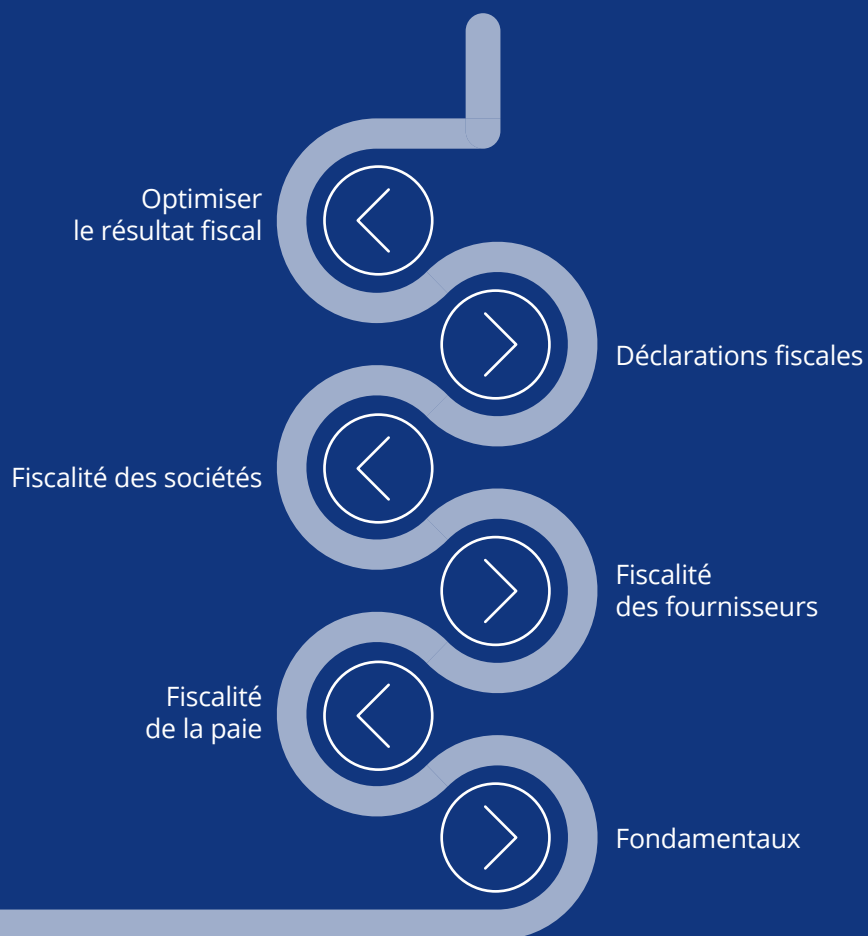 Optimiser
le résultat fiscal
Déclarations fiscales
Fiscalité des sociétés
Fiscalité
des fournisseurs
Fiscalité
de la paie
Fondamentaux